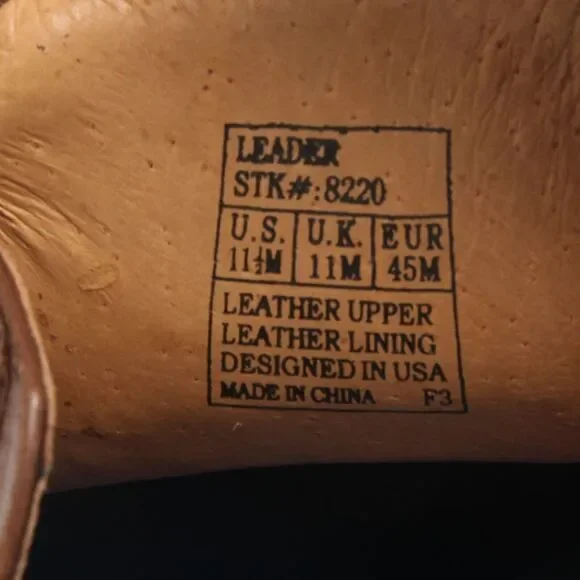 LEADER
STK#:8220
U.S. U.K. EUR
11½M 11M 45M
LEATHER UPPER
LEATHER LINING
DESIGNED IN USA
MADE IN CHINA F3